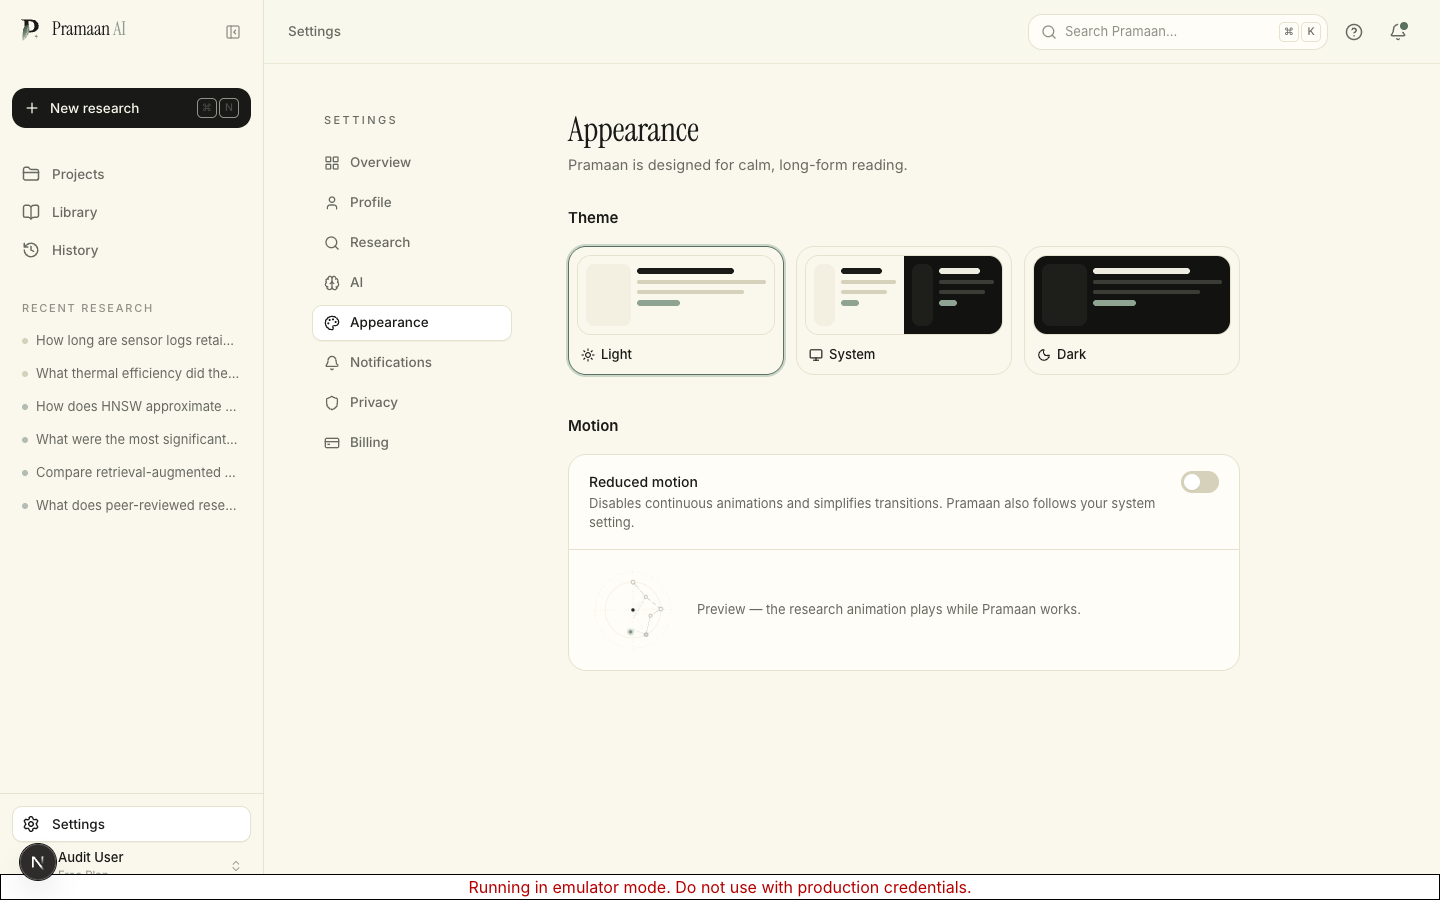 Pramaan AI
New research ⌘ N
Projects
Library
History
RECENT RESEARCH
How long are sensor logs retai...
What thermal efficiency did the...
How does HNSW approximate ...
What were the most significant...
Compare retrieval-augmented ...
What does peer-reviewed rese...
Settings
N
Audit User
Free Plan
Settings
Search Pramaan... ⌘ K
SETTINGS
Overview
Profile
Research
AI
Appearance
Notifications
Privacy
Billing
Appearance
Pramaan is designed for calm, long-form reading.
Theme
Light
System
Dark
Motion
Reduced motion
Disables continuous animations and simplifies transitions. Pramaan also follows your system
setting.
Preview — the research animation plays while Pramaan works.
Running in emulator mode. Do not use with production credentials.